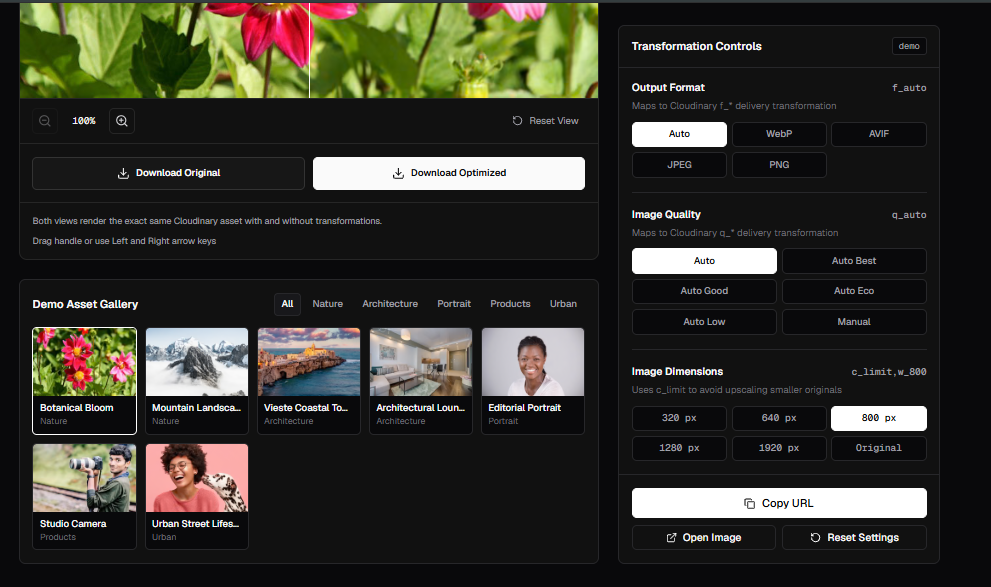 100%
Reset View
Download Original
Download Optimized
Both views render the exact same Cloudinary asset with and without transformations.
Drag handle or use Left and Right arrow keys
Demo Asset Gallery
All Nature Architecture Portrait Products Urban
Botanical Bloom
Nature
Mountain Landsca...
Nature
Vieste Coastal To...
Architecture
Architectural Loun...
Architecture
Editorial Portrait
Portrait
Studio Camera
Products
Urban Street Lifes...
Urban
Transformation Controls
demo
Output Format
f_auto
Maps to Cloudinary f_* delivery transformation
Auto WebP AVIF
JPEG PNG
Image Quality
q_auto
Maps to Cloudinary q_* delivery transformation
Auto Auto Best
Auto Good Auto Eco
Auto Low Manual
Image Dimensions
c_limit,w_800
Uses c_limit to avoid upscaling smaller originals
320 px 640 px 800 px
1280 px 1920 px Original
Copy URL
Open Image Reset Settings